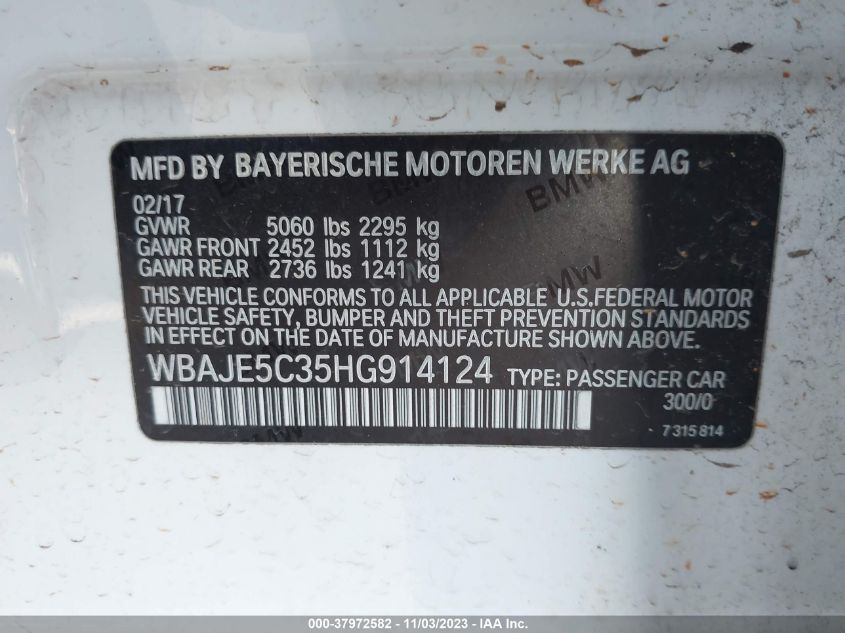 MFD BY BAYERISCHE MOTOREN WERKE AG
02/17
GVWR 5060 lbs 2295 kg
GAWR FRONT 2452 lbs 1112 kg
GAWR REAR 2736 lbs 1241 kg
THIS VEHICLE CONFORMS TO ALL APPLICABLE U.S.FEDERAL MOTOR
VEHICLE SAFETY, BUMPER AND THEFT PREVENTION STANDARDS
IN EFFECT ON THE DATE OF MANUFACTURE SHOWN ABOVE.
WBAJE5C35HG914124 TYPE: PASSENGER CAR
300/0
7 315 814
BMW
BMW
BMW
000-37972582 - 11/03/2023 - IAA Inc.